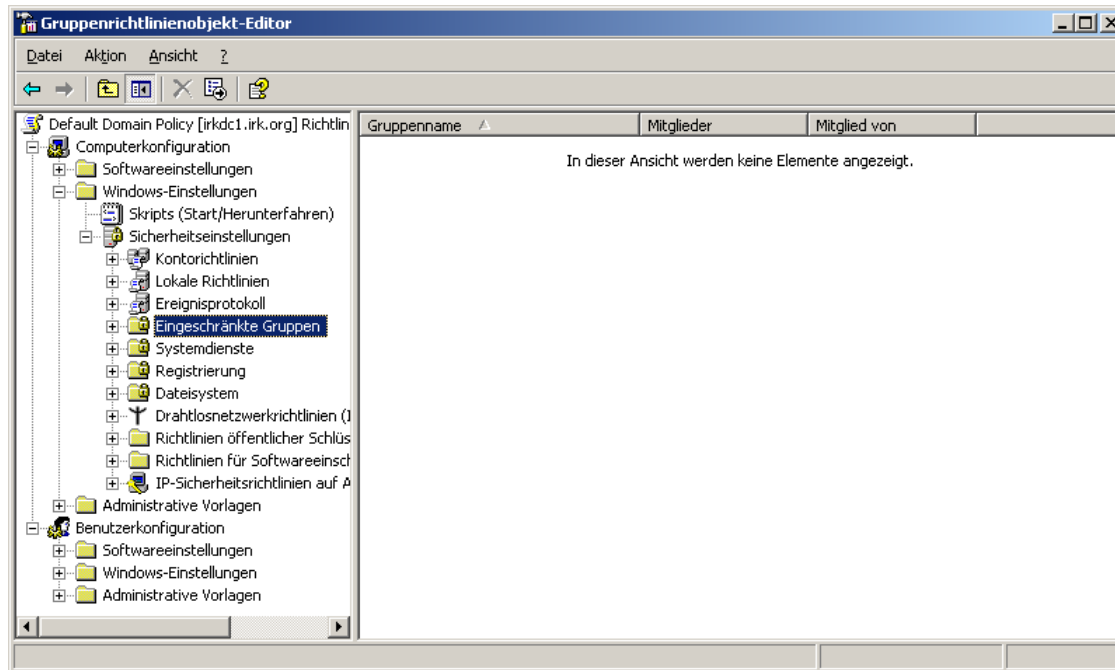 Gruppenrichtlinienobjekt-Editor
Datei Aktion Ansicht ?
Default Domain Policy [irkdc1.irk.org] Richtlin
Computerkonfiguration
Softwareeinstellungen
Windows-Einstellungen
Skripts (Start/Herunterfahren)
Sicherheitseinstellungen
Kontorichtlinien
Lokale Richtlinien
Ereignisprotokoll
Eingeschränkte Gruppen
Systemdienste
Registrierung
Dateisystem
Drahtlosnetzwerkrichtlinien (I
Richtlinien öffentlicher Schlüs
Richtlinien für Softwareeinsch
IP-Sicherheitsrichtlinien auf A
Administrative Vorlagen
Benutzerkonfiguration
Softwareeinstellungen
Windows-Einstellungen
Administrative Vorlagen
Gruppenname Mitglieder Mitglied von
In dieser Ansicht werden keine Elemente angezeigt.